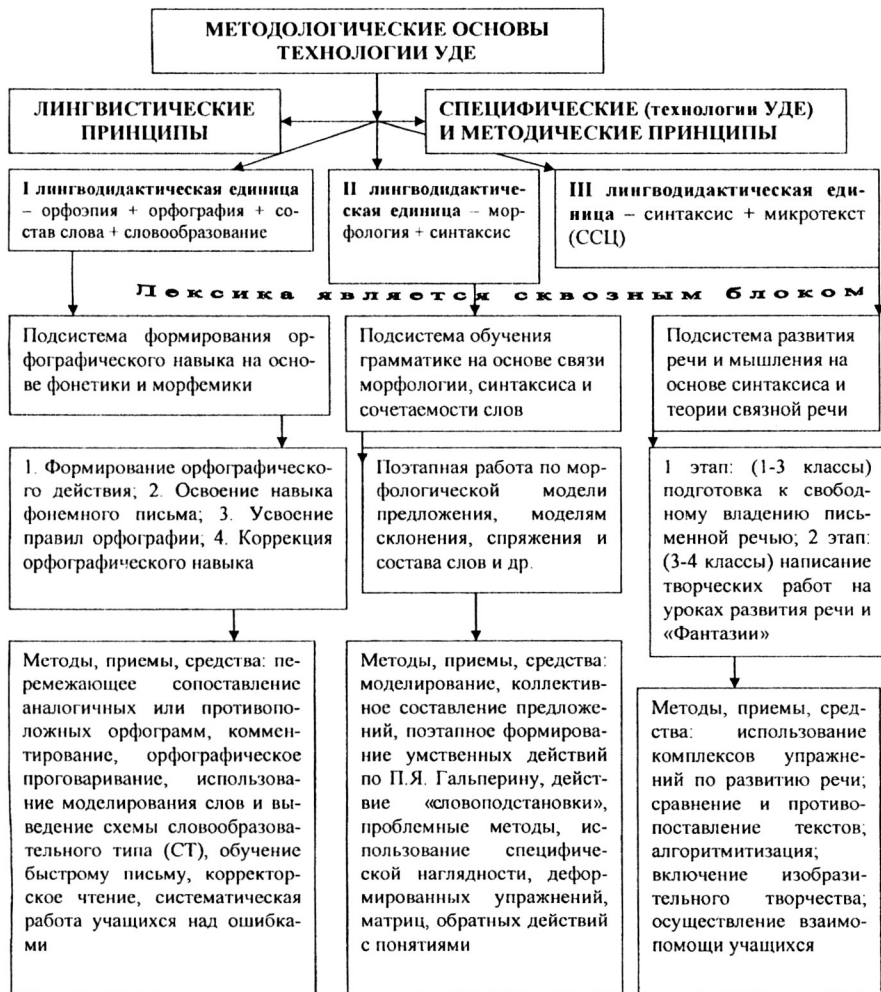 МЕТОДОЛОГИЧЕСКИЕ ОСНОВЫ
ТЕХНОЛОГИИ УДЕ
ЛИНГВИСТИЧЕСКИЕ
ПРИНЦИПЫ
СПЕЦИФИЧЕСКИЕ (технологии УДЕ)
И МЕТОДИЧЕСКИЕ ПРИНЦИПЫ
I лингводидактическая единица
– орфоэпия + орфография + со-
став слова + словообразование
II лингводидактиче-
ская единица – мор-
фология + синтаксис
III лингводидактическая еди-
ница – синтаксис + микротекст
(ССЦ)
Лексика является сквозным блоком
Подсистема формирования ор-
фографического навыка на осно-
ве фонетики и морфемики
Подсистема обучения
грамматике на основе связи
морфологии, синтаксиса и
сочетаемости слов
Подсистема развития
речи и мышления на
основе синтаксиса и
теории связной речи
1. Формирование орфографическо-
го действия; 2. Освоение навыка
фонемного письма; 3. Усвоение
правил орфографии; 4. Коррекция
орфографического навыка
Поэтапная работа по мор-
фологической модели
предложения, моделям
склонения, спряжения и
состава слов и др.
1 этап: (1-3 классы)
подготовка к свобод-
ному владению пись-
менной речью; 2 этап:
(3-4 классы) написание
творческих работ на
уроках развития речи и
«Фантазии»
Методы, приемы, средства: пе-
ремежающее сопоставление
аналогичных или противопо-
ложных орфограмм, коммен-
тирование, орфографическое
проговаривание, использова-
ние моделирования слов и вы-
ведение схемы словообразова-
тельного типа (СТ), обучение
быстрому письму, корректор-
ское чтение, систематическая
работа учащихся над ошибка-
ми
Методы, приемы, средства:
моделирование, коллектив-
ное составление предложе-
ний, поэтапное формирование
умственных действий
по П.Я. Гальперину, дейст-
вие «словоподстановки»,
проблемные методы, ис-
пользование специфиче-
ской наглядности, дефор-
мированных упражнений,
матриц, обратных действий
с понятиями
Методы, приемы, сред-
ства: использование
комплексов упражне-
ний по развитию речи;
сравнение и противо-
поставление текстов;
алгоритмитизация;
включение изобрази-
тельного творчества;
осуществление взаимо-
помощи учащихся